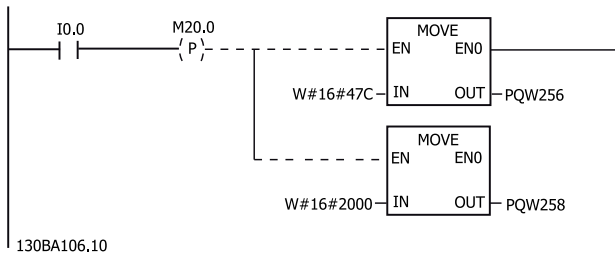 I0.0
M20.0
( P )
MOVE
EN EN0
W#16#47C IN OUT PQW256
MOVE
EN EN0
W#16#2000 IN OUT PQW258
130BA106.10